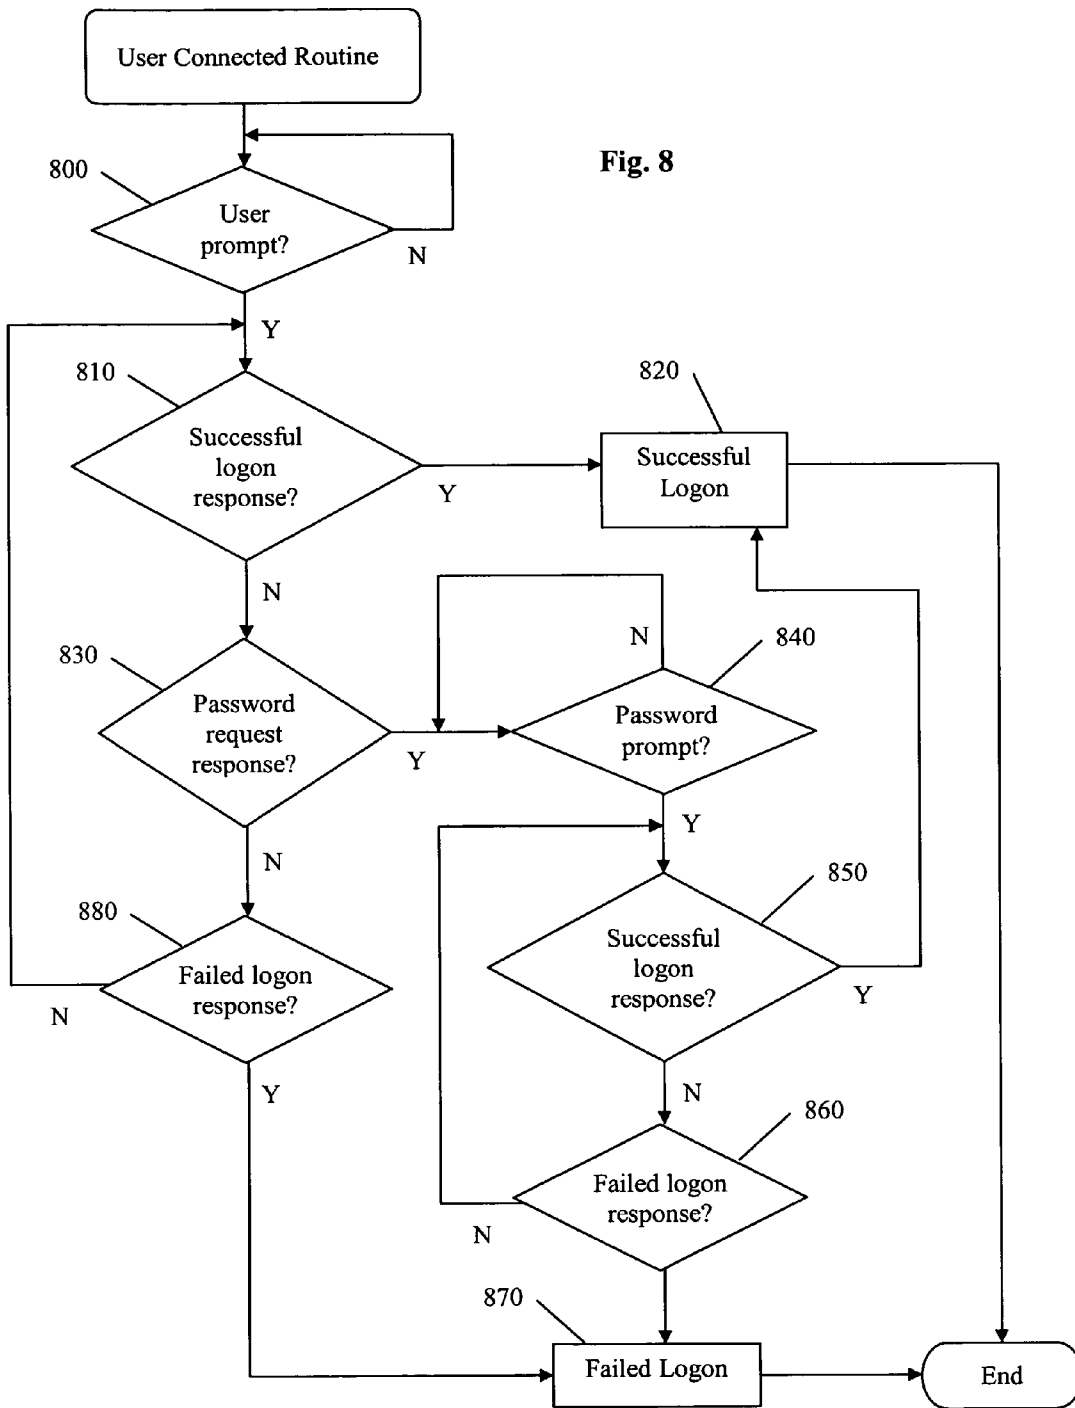 User Connected Routine
Fig. 8
800
User
prompt?
N
Y
810
Successful
logon
response?
Y
N
820
Successful
Logon
830
Password
request
response?
Y
N
840
Password
prompt?
N
Y
850
Successful
logon
response?
Y
N
880
Failed logon
response?
N
Y
860
Failed logon
response?
N
870
Failed Logon
End